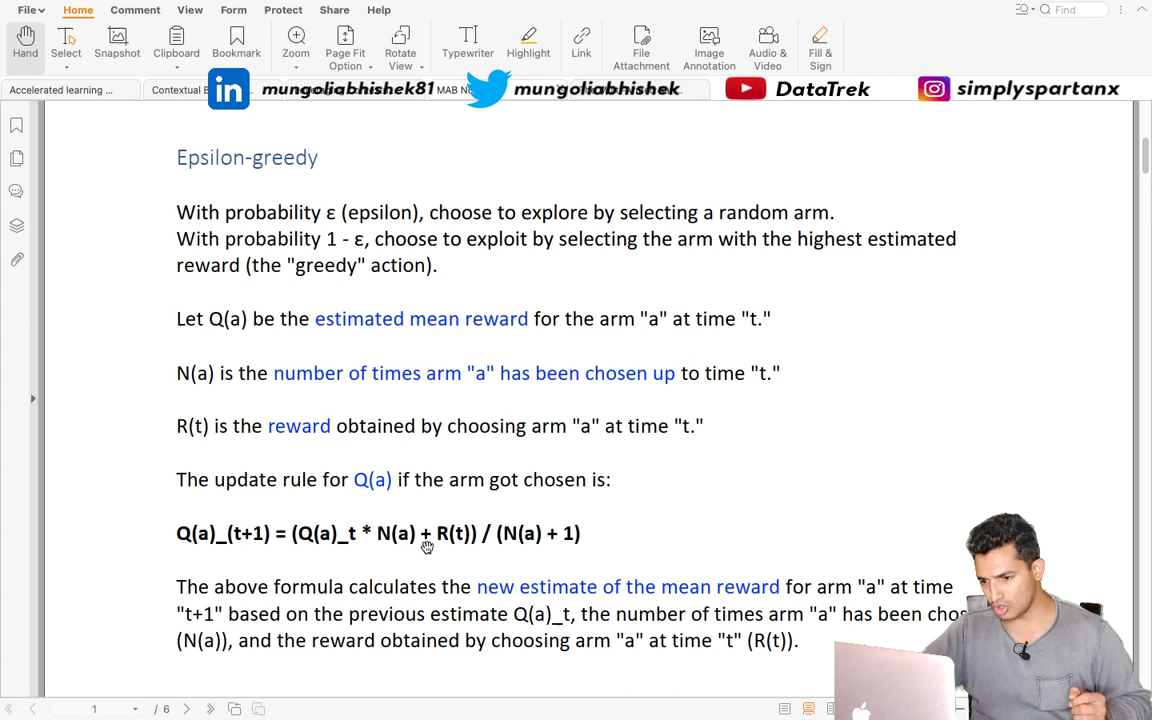 File Home Comment View Form Protect Share Help Find
Hand Select Snapshot Clipboard Bookmark Zoom Page Fit Option Rotate View Typewriter Highlight Link File Attachment Image Annotation Audio & Video Fill & Sign
Accelerated learning ... Contextual B MAB N
mungoliabhishek81 mungoliabhishek DataTrek simplyspartanx
Epsilon-greedy
With probability ε (epsilon), choose to explore by selecting a random arm.
With probability 1 - ε, choose to exploit by selecting the arm with the highest estimated
reward (the "greedy" action).
Let Q(a) be the estimated mean reward for the arm "a" at time "t."
N(a) is the number of times arm "a" has been chosen up to time "t."
R(t) is the reward obtained by choosing arm "a" at time "t."
The update rule for Q(a) if the arm got chosen is:
Q(a)_(t+1) = (Q(a)_t * N(a) + R(t)) / (N(a) + 1)
The above formula calculates the new estimate of the mean reward for arm "a" at time
"t+1" based on the previous estimate Q(a)_t, the number of times arm "a" has been chos
(N(a)), and the reward obtained by choosing arm "a" at time "t" (R(t)).
1 / 6